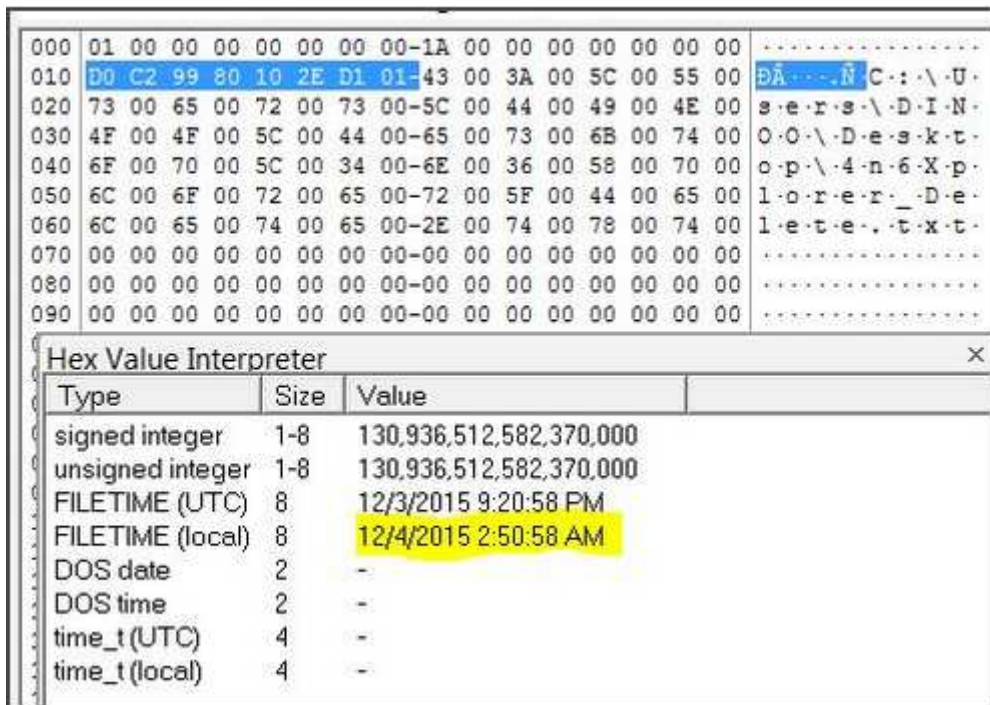 000 01 00 00 00 00 00 00 00-1A 00 00 00 00 00 00 00 ················
010 D0 C2 99 80 10 2E D1 01-43 00 3A 00 5C 00 55 00 ÐÂ···.Ñ·C·:·\·U·
020 73 00 65 00 72 00 73 00-5C 00 44 00 49 00 4E 00 s·e·r·s·\·D·I·N·
030 4F 00 4F 00 5C 00 44 00-65 00 73 00 6B 00 74 00 O·O·\·D·e·s·k·t·
040 6F 00 70 00 5C 00 34 00-6E 00 36 00 58 00 70 00 o·p·\·4·n·6·X·p·
050 6C 00 6F 00 72 00 65 00-72 00 5F 00 44 00 65 00 l·o·r·e·r·_·D·e·
060 6C 00 65 00 74 00 65 00-2E 00 74 00 78 00 74 00 l·e·t·e·.·t·x·t·
070 00 00 00 00 00 00 00 00-00 00 00 00 00 00 00 00 ················
080 00 00 00 00 00 00 00 00-00 00 00 00 00 00 00 00 ················
090 00 00 00 00 00 00 00 00-00 00 00 00 00 00 00 00 ················
Hex Value Interpreter
Type Size Value
signed integer 1-8 130,936,512,582,370,000
unsigned integer 1-8 130,936,512,582,370,000
FILETIME (UTC) 8 12/3/2015 9:20:58 PM
FILETIME (local) 8 12/4/2015 2:50:58 AM
DOS date 2 -
DOS time 2 -
time_t (UTC) 4 -
time_t (local) 4 -